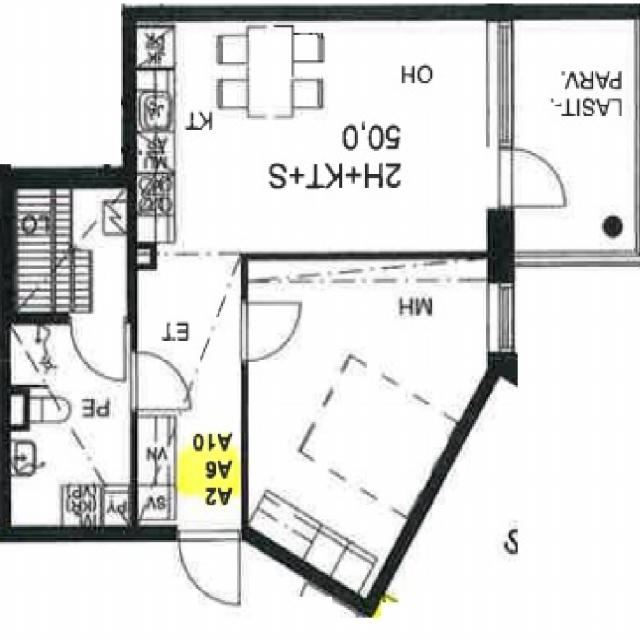 A2
A6
A10
SV
PY
VN
PE
ET
MH
LO
2H+KT+S
50,0
KT
OH
LASIT.-
PARV.